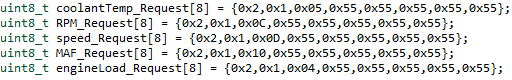 uint8_t coolantTemp_Request[8] = {0x2,0x1,0x05,0x55,0x55,0x55,0x55,0x55};
uint8_t RPM_Request[8] = {0x2,0x1,0x0C,0x55,0x55,0x55,0x55,0x55};
uint8_t speed_Request[8] = {0x2,0x1,0x0D,0x55,0x55,0x55,0x55,0x55};
uint8_t MAF_Request[8] = {0x2,0x1,0x10,0x55,0x55,0x55,0x55,0x55};
uint8_t engineLoad_Request[8] = {0x2,0x1,0x04,0x55,0x55,0x55,0x55,0x55};